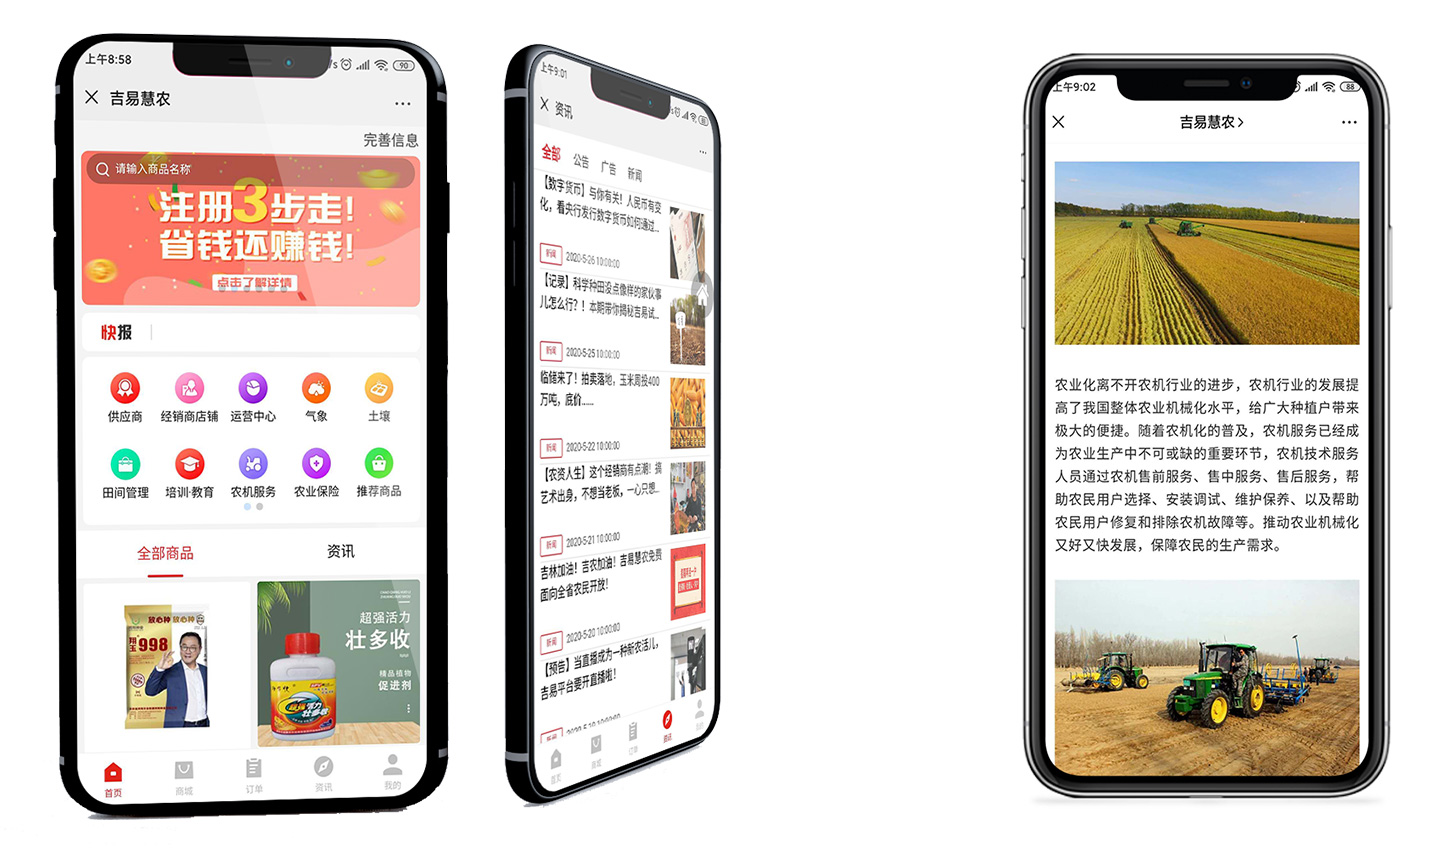 上午8:58
90
吉易慧农
完善信息
请输入商品名称
注册3步走!
省钱还赚钱!
点击了解详情
快报
供应商 经销商店铺 运营中心 气象 土壤
田间管理 培训·教育 农机服务 农业保险 推荐商品
全部商品 资讯
放心种 放心种
翔玉 998
超强活力
壮多收
精品植物
促进剂
超强活力
壮多收
首页 商城 订单 资讯 我的
上午9:01
资讯
全部 公告 广告 新闻
【数字货币】与你有关！人民币有变
化，看央行发行数字货币如何通过...
新闻 2020-5-26 10:00:00
【记录】科学种田没点像样的家伙事
儿怎么行？！本期带你揭秘吉易试...
新闻 2020-5-25 10:00:00
临储来了！拍卖落地，玉米周投400
万吨，底价......
新闻 2020-5-22 10:00:00
【农资人生】这个经销商有点潮！搞
艺术出身，不想当老板，一心只想...
新闻 2020-5-21 10:00:00
吉林加油！吉农加油！吉易慧农免费
面向全省农民开放！
新闻 2020-5-20 10:00:00
【预告】当直播成为一种新农活儿，
吉易平台要开直播啦！
首页 商城 订单 资讯 我的
上午9:02
88
吉易慧农
农业化离不开农机行业的进步，农机行业的发展提
高了我国整体农业机械化水平，给广大种植户带来
极大的便捷。随着农机化的普及，农机服务已经成
为农业生产中不可或缺的重要环节，农机技术服务
人员通过农机售前服务、售中服务、售后服务，帮
助农民用户选择、安装调试、维护保养、以及帮助
农民用户修复和排除农机故障等。推动农业机械化
又好又快发展，保障农民的生产需求。